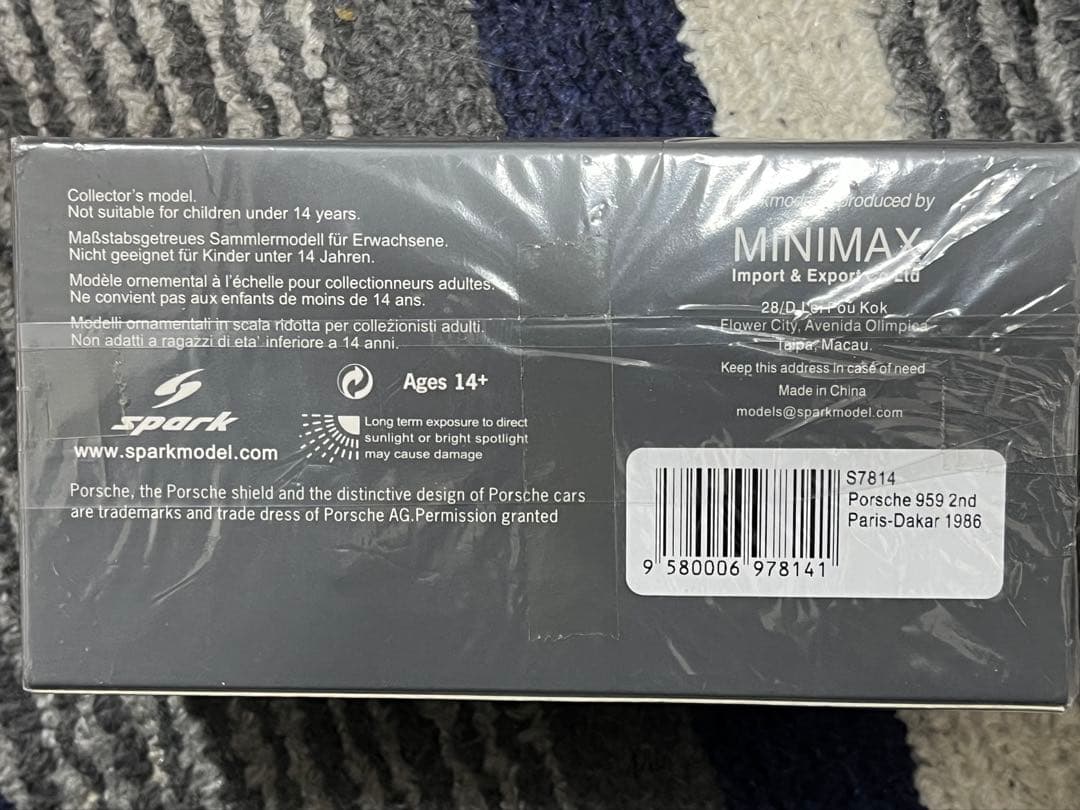 Collector's model.
Not suitable for children under 14 years.
Maßstabsgetreues Sammlermodell für Erwachsene.
Nicht geeignet für Kinder unter 14 Jahren.
Modèle ornemental à l'échelle pour collectionneurs adultes.
Ne convient pas aux enfants de moins de 14 ans.
Modelli ornamentali in scala ridotta per collezionisti adulti.
Non adatti a ragazzi di eta' inferiore a 14 anni.
spark
www.sparkmodel.com
Ages 14+
Long term exposure to direct
sunlight or bright spotlight
may cause damage
Porsche, the Porsche shield and the distinctive design of Porsche cars
are trademarks and trade dress of Porsche AG.Permission granted
produced by
MINIMAX
Import & Export Co Ltd
28/D Lei Pou Kok
Flower City, Avenida Olimpica
Taipa, Macau.
Keep this address in case of need
Made in China
models@sparkmodel.com
S7814
Porsche 959 2nd
Paris-Dakar 1986
9 580006 978141